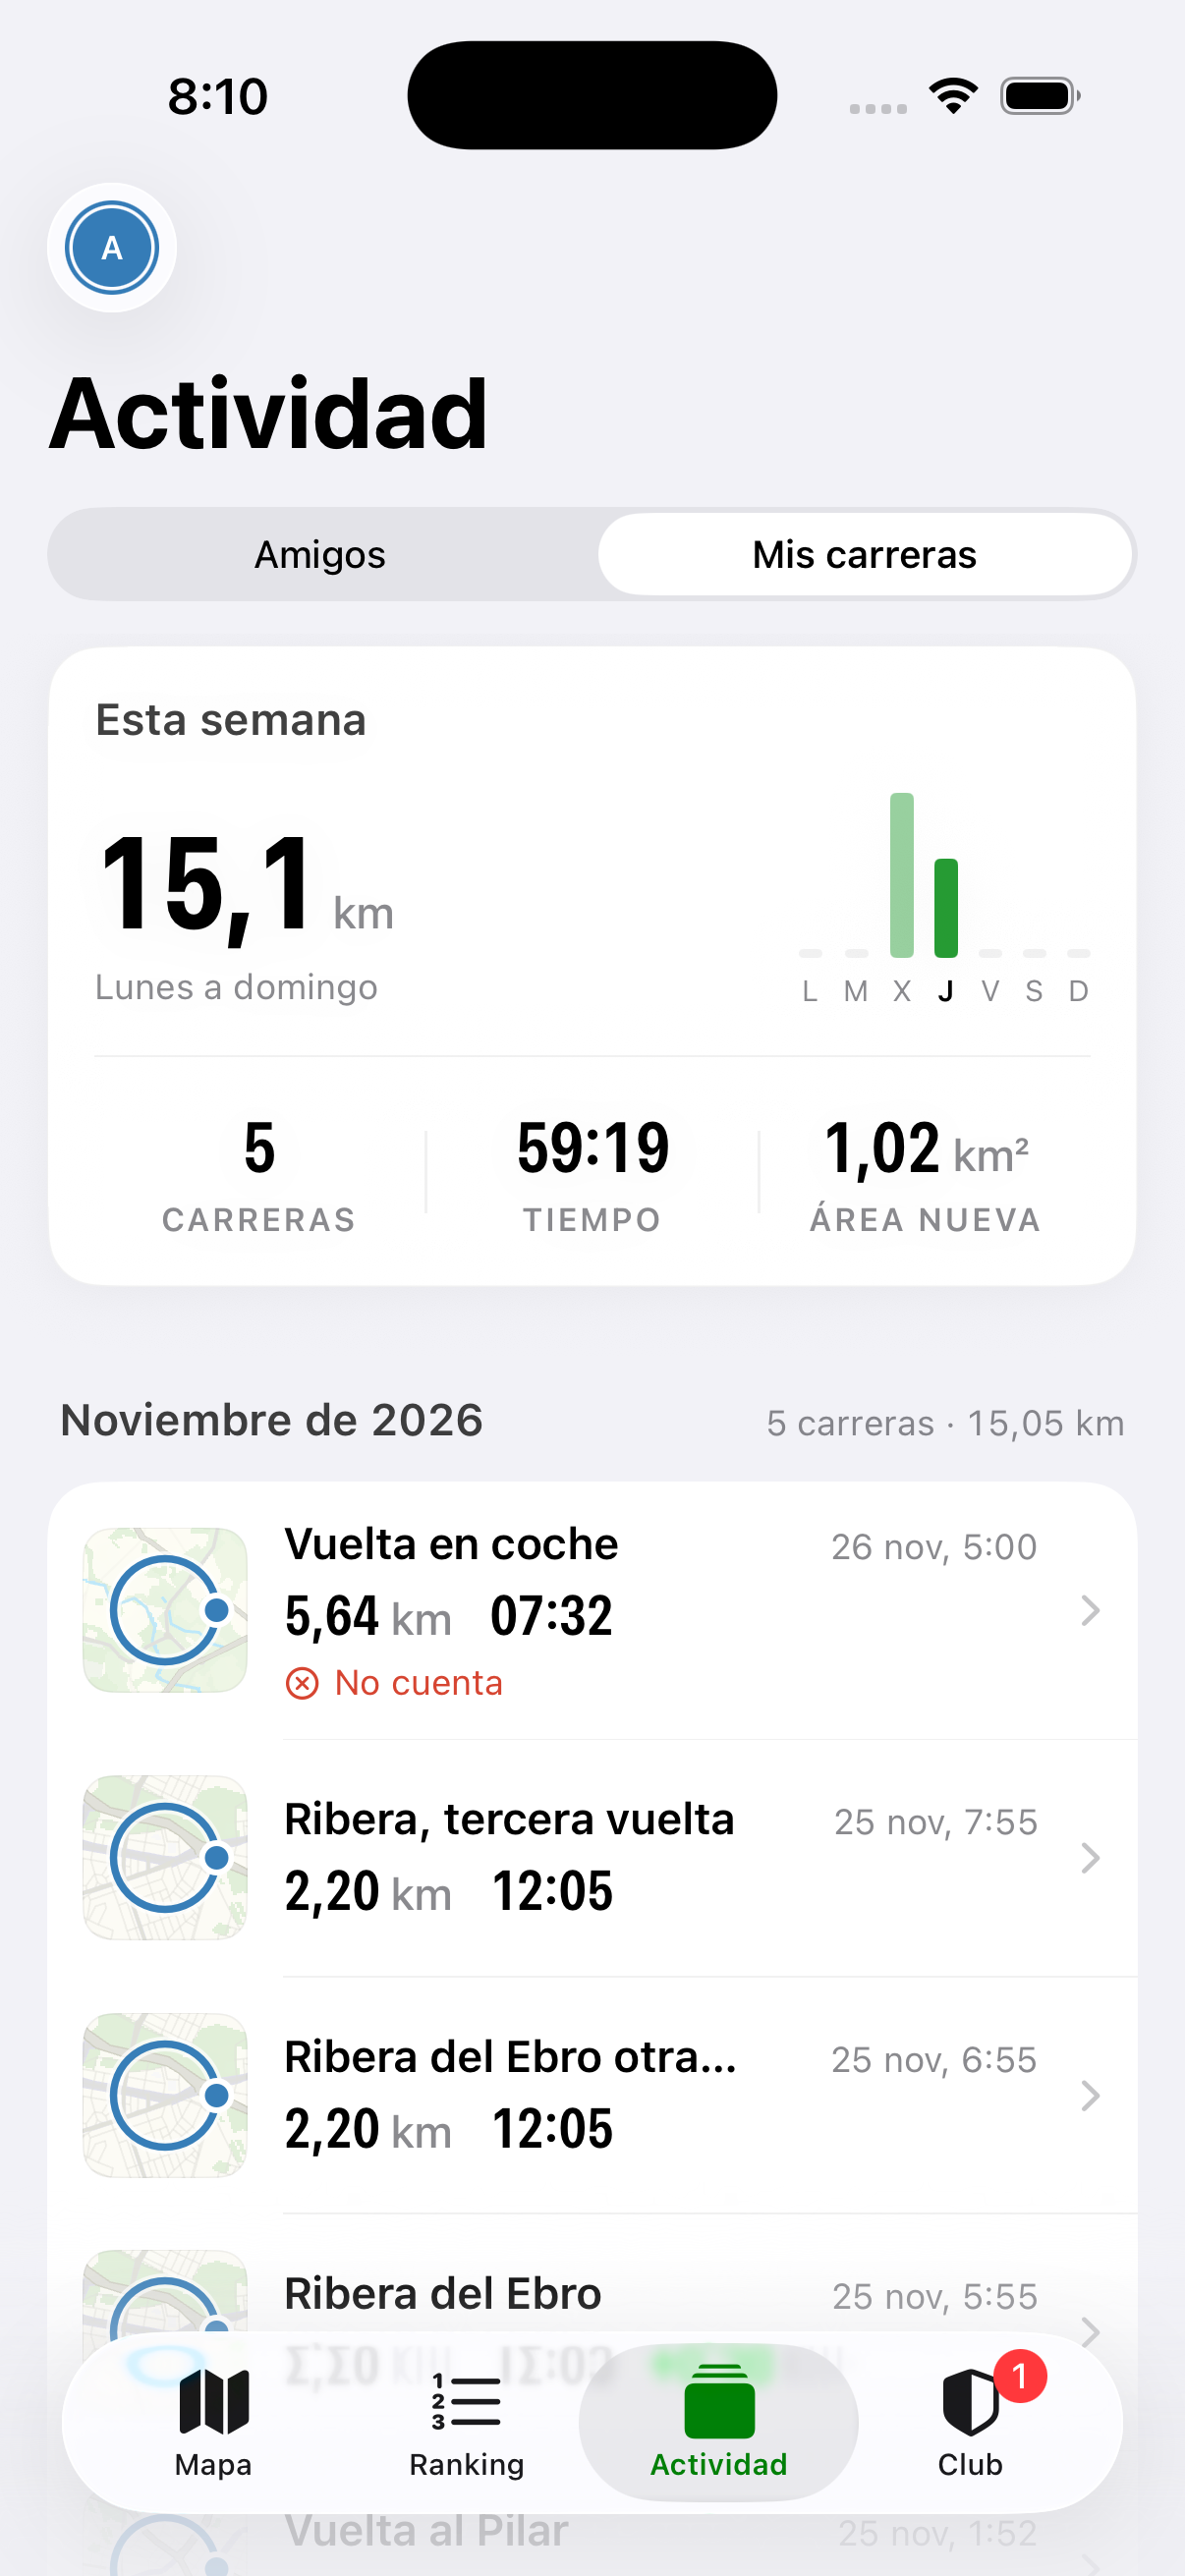 8:10
A
Actividad
Amigos
Mis carreras
Esta semana
15,1 km
Lunes a domingo
L M X J V S D
5
CARRERAS
59:19
TIEMPO
1,02 km²
ÁREA NUEVA
Noviembre de 2026
5 carreras · 15,05 km
Vuelta en coche
26 nov, 5:00
5,64 km 07:32
No cuenta
Ribera, tercera vuelta
25 nov, 7:55
2,20 km 12:05
Ribera del Ebro otra...
25 nov, 6:55
2,20 km 12:05
Ribera del Ebro
25 nov, 5:55
1
2
3
1
Mapa
Ranking
Actividad
Club
Vuelta al Pilar
25 nov, 1:52